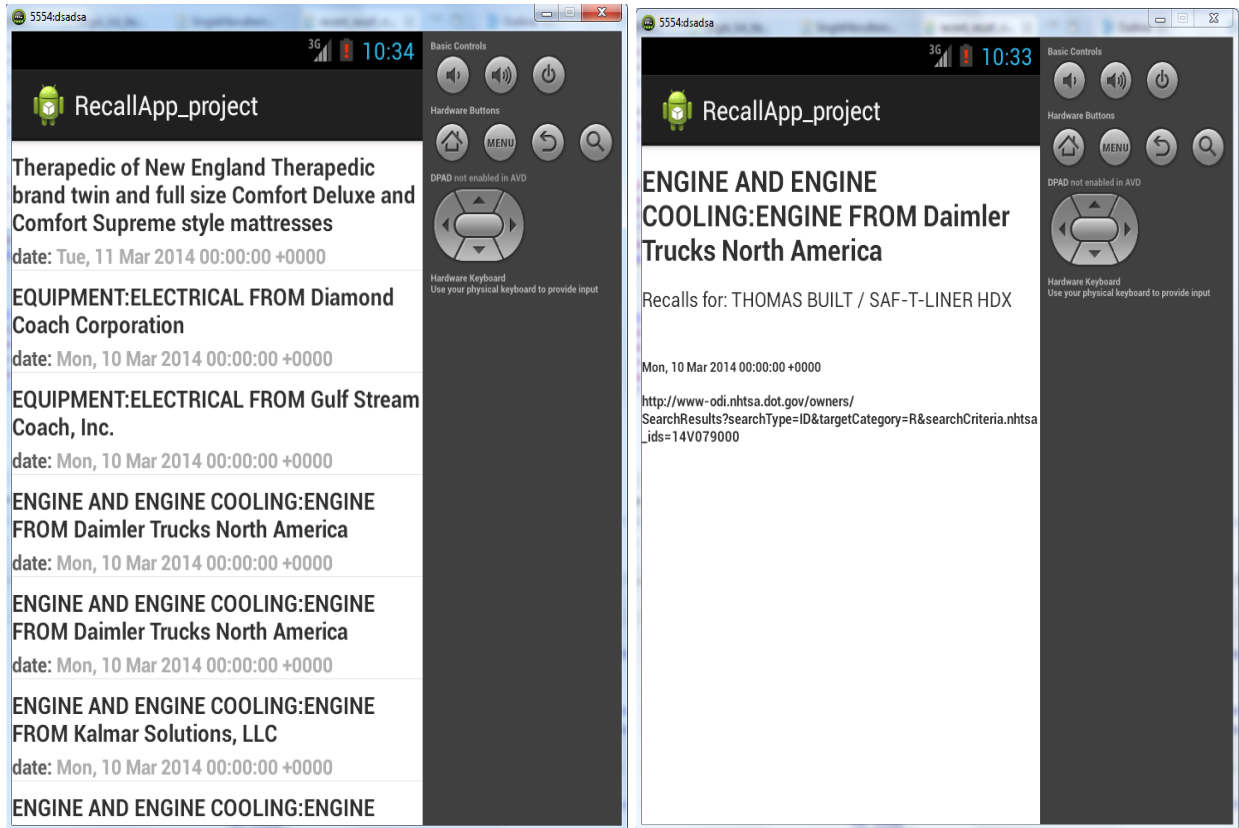 5554:dsadsa
3G 10:34
RecallApp_project
Therapedic of New England Therapedic
brand twin and full size Comfort Deluxe and
Comfort Supreme style mattresses
date: Tue, 11 Mar 2014 00:00:00 +0000
EQUIPMENT:ELECTRICAL FROM Diamond
Coach Corporation
date: Mon, 10 Mar 2014 00:00:00 +0000
EQUIPMENT:ELECTRICAL FROM Gulf Stream
Coach, Inc.
date: Mon, 10 Mar 2014 00:00:00 +0000
ENGINE AND ENGINE COOLING:ENGINE
FROM Daimler Trucks North America
date: Mon, 10 Mar 2014 00:00:00 +0000
ENGINE AND ENGINE COOLING:ENGINE
FROM Daimler Trucks North America
date: Mon, 10 Mar 2014 00:00:00 +0000
ENGINE AND ENGINE COOLING:ENGINE
FROM Kalmar Solutions, LLC
date: Mon, 10 Mar 2014 00:00:00 +0000
ENGINE AND ENGINE COOLING:ENGINE
Basic Controls
Hardware Buttons
MENU
DPAD not enabled in AVD
Hardware Keyboard
Use your physical keyboard to provide input
5554:dsadsa
3G 10:33
RecallApp_project
ENGINE AND ENGINE
COOLING:ENGINE FROM Daimler
Trucks North America
Recalls for: THOMAS BUILT / SAF-T-LINER HDX
Mon, 10 Mar 2014 00:00:00 +0000
http://www-odi.nhtsa.dot.gov/owners/
SearchResults?searchType=ID&targetCategory=R&searchCriteria.nhtsa
_ids=14V079000
Basic Controls
Hardware Buttons
MENU
DPAD not enabled in AVD
Hardware Keyboard
Use your physical keyboard to provide input